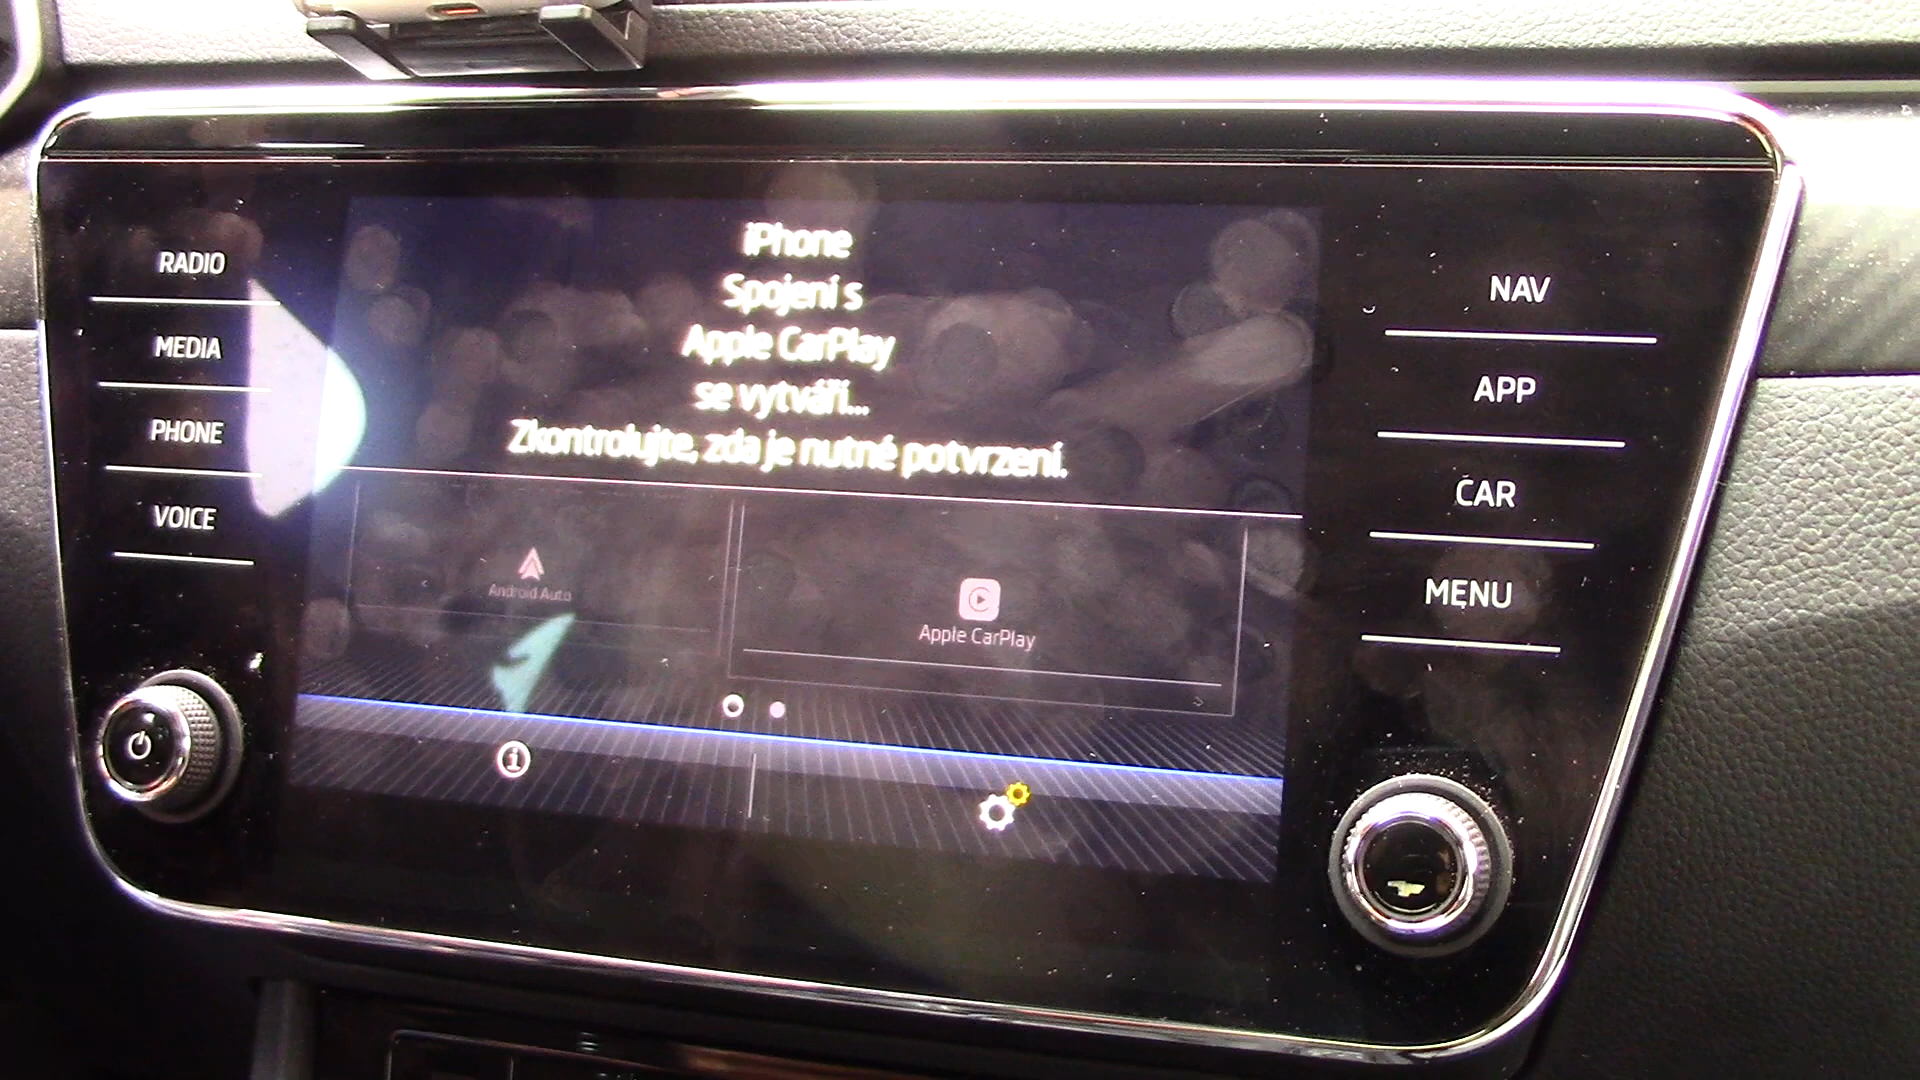 RADIO
MEDIA
PHONE
VOICE
iPhone
Spojení s
Apple CarPlay
se vytváří...
Zkontrolujte, zda je nutné potvrzení.
Android Auto
Apple CarPlay
NAV
APP
CAR
MENU